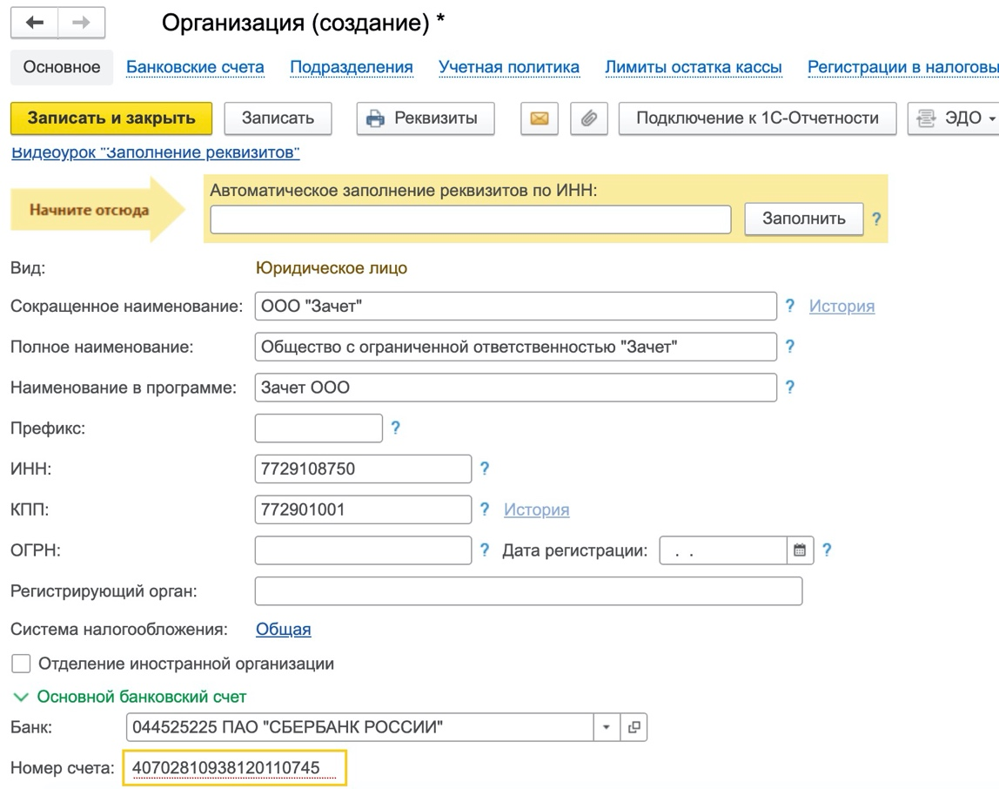 Организация (создание) *
Основное Банковские счета Подразделения Учетная политика Лимиты остатка кассы Регистрации в налоговы
Записать и закрыть Записать Реквизиты Подключение к 1С-Отчетности ЭДО
Видеоурок "Заполнение реквизитов"
Автоматическое заполнение реквизитов по ИНН:
Начните отсюда Заполнить ?
Вид: Юридическое лицо
Сокращенное наименование: ООО "Зачет" ? История
Полное наименование: Общество с ограниченной ответственностью "Зачет" ?
Наименование в программе: Зачет ООО ?
Префикс: ?
ИНН: 7729108750 ?
КПП: 772901001 ? История
ОГРН: ? Дата регистрации: . . ?
Регистрирующий орган:
Система налогообложения: Общая
Отделение иностранной организации
Основной банковский счет
Банк: 044525225 ПАО "СБЕРБАНК РОССИИ"
Номер счета: 40702810938120110745